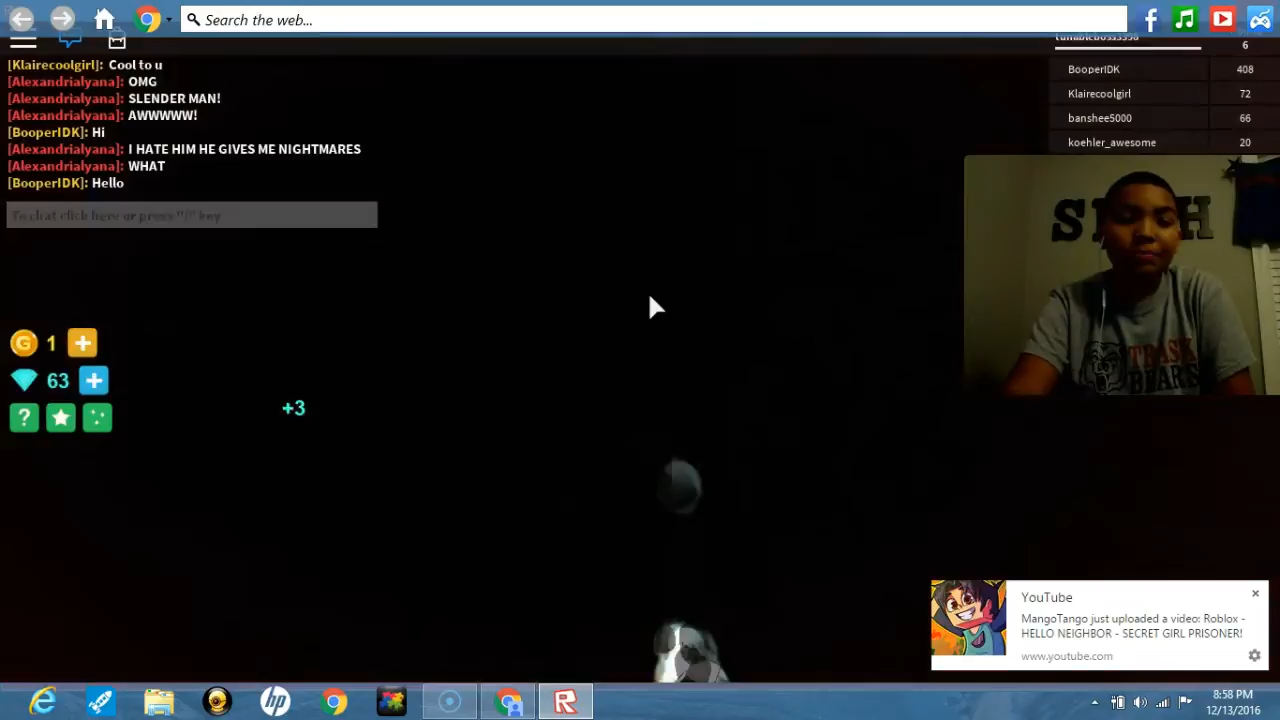 Search the web...
[Klairecoolgirl]: Cool to u
[Alexandrialyana]: OMG
[Alexandrialyana]: SLENDER MAN!
[Alexandrialyana]: AWWWWW!
[BooperIDK]: Hi
[Alexandrialyana]: I HATE HIM HE GIVES ME NIGHTMARES
[Alexandrialyana]: WHAT
[BooperIDK]: Hello
To chat click here or press "/" key
6
BooperIDK 408
Klairecoolgirl 72
banshee5000 66
koehler_awesome 20
TRASK
BEARS
G 1 +
63 +
?
+3
YouTube
MangoTango just uploaded a video: Roblox -
HELLO NEIGHBOR - SECRET GIRL PRISONER!
www.youtube.com
hp
8:58 PM
12/13/2016